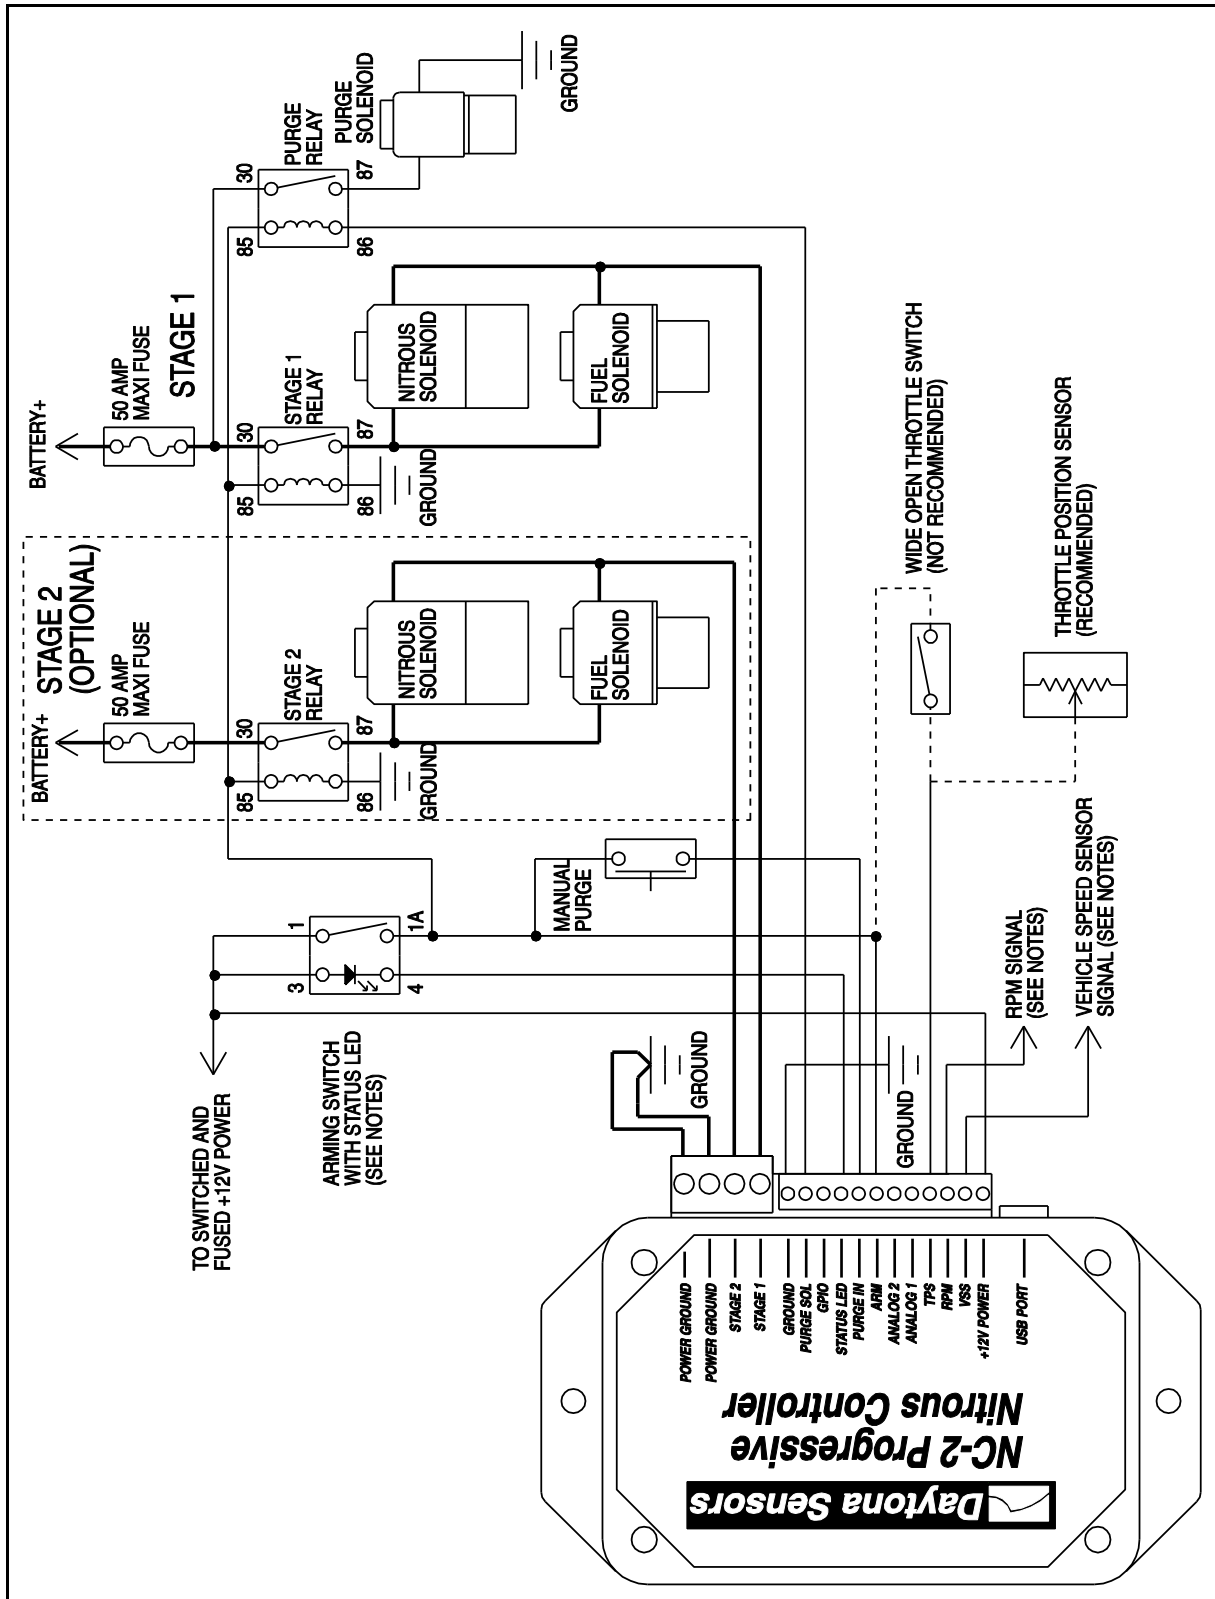 BATTERY+
50 AMP
MAXI FUSE
STAGE 1
30
85
STAGE 1
RELAY
87
86
GROUND
NITROUS
SOLENOID
FUEL
SOLENOID
30
85
PURGE
RELAY
87
86
PURGE
SOLENOID
GROUND
STAGE 2
(OPTIONAL)
BATTERY+
50 AMP
MAXI FUSE
30
85
STAGE 2
RELAY
87
86
GROUND
NITROUS
SOLENOID
FUEL
SOLENOID
TO SWITCHED AND
FUSED +12V POWER
1
3
1A
4
ARMING SWITCH
WITH STATUS LED
(SEE NOTES)
MANUAL
PURGE
WIDE OPEN THROTTLE SWITCH
(NOT RECOMMENDED)
THROTTLE POSITION SENSOR
(RECOMMENDED)
RPM SIGNAL
(SEE NOTES)
VEHICLE SPEED SENSOR
SIGNAL (SEE NOTES)
GROUND
GROUND
POWER GROUND
POWER GROUND
STAGE 2
STAGE 1
GROUND
PURGE SOL
GPIO
STATUS LED
PURGE IN
ARM
ANALOG 2
ANALOG 1
TPS
RPM
VSS
+12V POWER
USB PORT
Daytona Sensors
NC-2 Progressive
Nitrous Controller